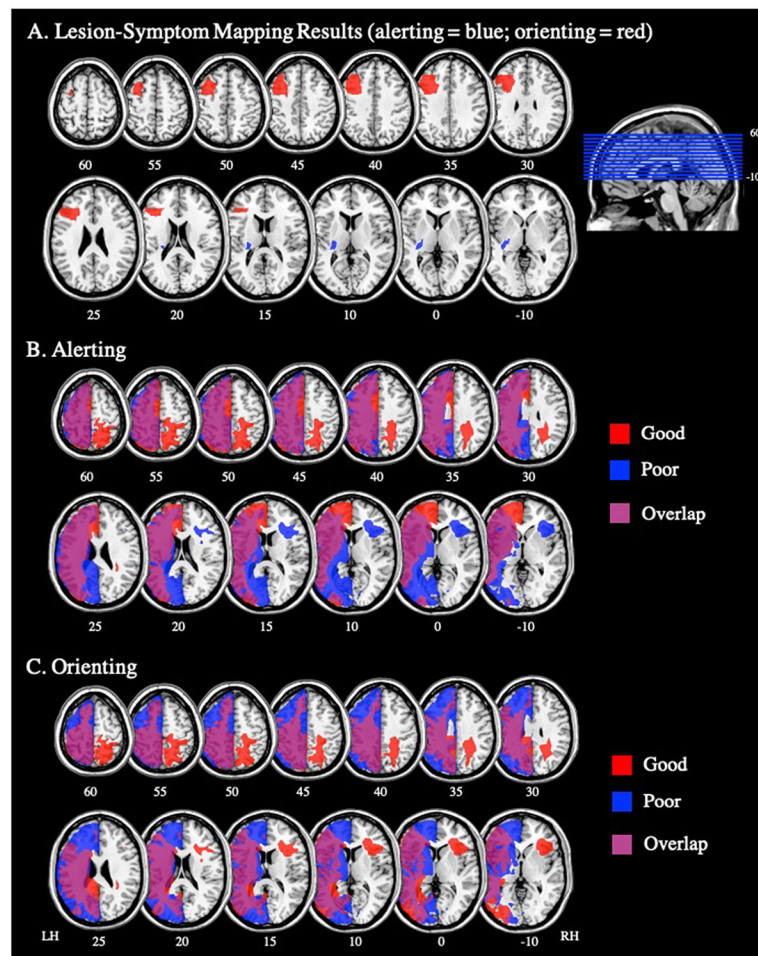 A. Lesion-Symptom Mapping Results (alerting = blue; orienting = red)
60 55 50 45 40 35 30
60
-10
25 20 15 10 0 -10
B. Alerting
60 55 50 45 40 35 30
Good
Poor
Overlap
25 20 15 10 0 -10
C. Orienting
60 55 50 45 40 35 30
Good
Poor
Overlap
LH 25 20 15 10 0 -10 RH